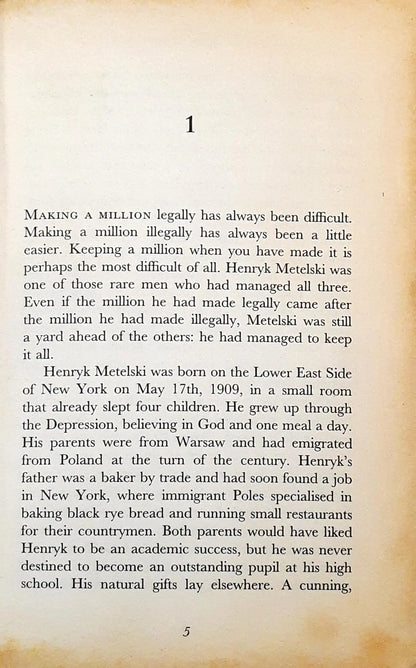 1
MAKING A MILLION legally has always been difficult.
Making a million illegally has always been a little
easier. Keeping a million when you have made it is
perhaps the most difficult of all. Henryk Metelski was
one of those rare men who had managed all three.
Even if the million he had made legally came after
the million he had made illegally, Metelski was still
a yard ahead of the others: he had managed to keep
it all.
Henryk Metelski was born on the Lower East Side
of New York on May 17th, 1909, in a small room
that already slept four children. He grew up through
the Depression, believing in God and one meal a day.
His parents were from Warsaw and had emigrated
from Poland at the turn of the century. Henryk's
father was a baker by trade and had soon found a job
in New York, where immigrant Poles specialised in
baking black rye bread and running small restaurants
for their countrymen. Both parents would have liked
Henryk to be an academic success, but he was never
destined to become an outstanding pupil at his high
school. His natural gifts lay elsewhere. A cunning,
5